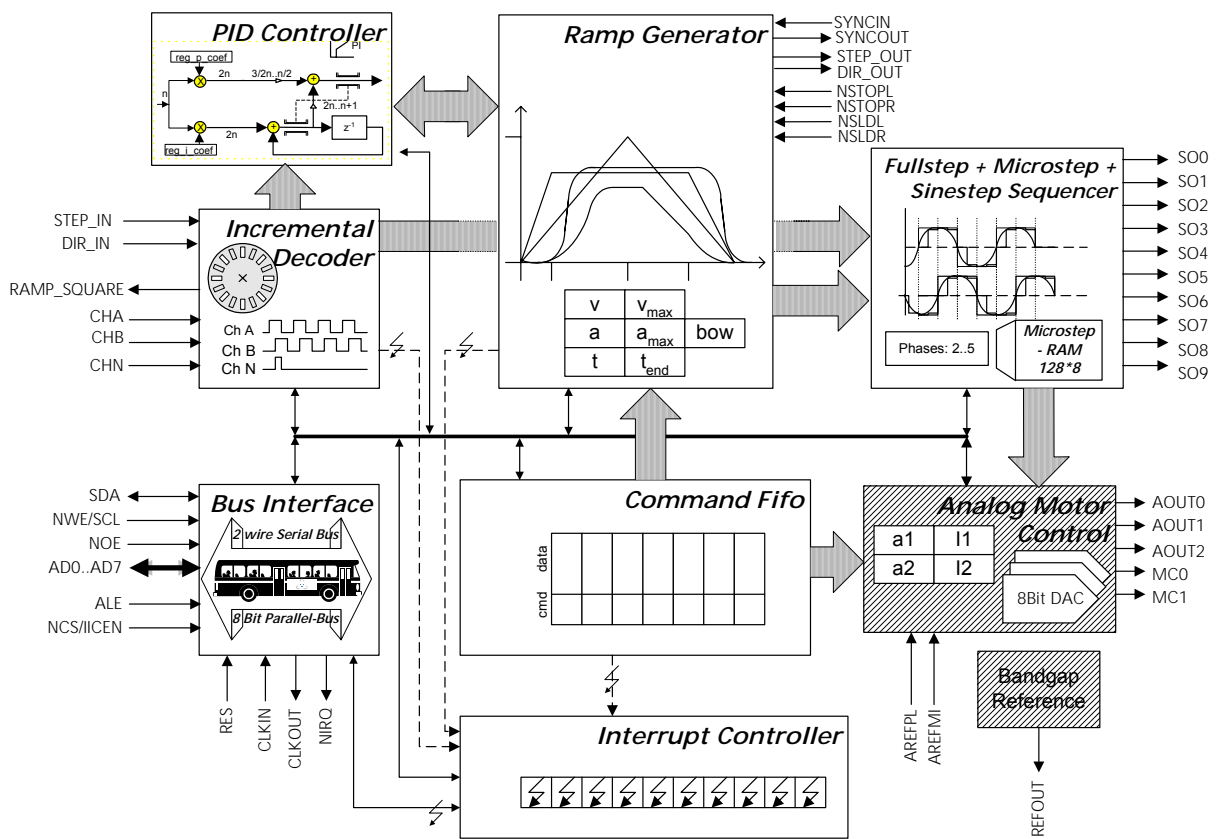 PID Controller
reg_p_coef
PI
2n
3/2n..n/2
n
2n..n+1
2n
z-1
reg_i_coef
Ramp Generator
v
vmax
a
amax
bow
t
tend
SYNCIN
SYNCOUT
STEP_OUT
DIR_OUT
NSTOPL
NSTOPR
NSLDL
NSLDR
Fullstep + Microstep +
Sinestep Sequencer
Phases: 2..5
Microstep
- RAM
128*8
SO0
SO1
SO2
SO3
SO4
SO5
SO6
SO7
SO8
SO9
STEP_IN
DIR_IN
RAMP_SQUARE
CHA
CHB
CHN
Incremental
Decoder
Ch A
Ch B
Ch N
SDA
NWE/SCL
NOE
AD0..AD7
ALE
NCS/IICEN
Bus Interface
2 wire Serial Bus
8 Bit Parallel-Bus
RES
CLKIN
CLKOUT
NIRQ
Command Fifo
data
cmd
Analog Motor
Control
a1
I1
a2
I2
8Bit DAC
AOUT0
AOUT1
AOUT2
MC0
MC1
AREFPL
AREFMI
Bandgap
Reference
REFOUT
Interrupt Controller